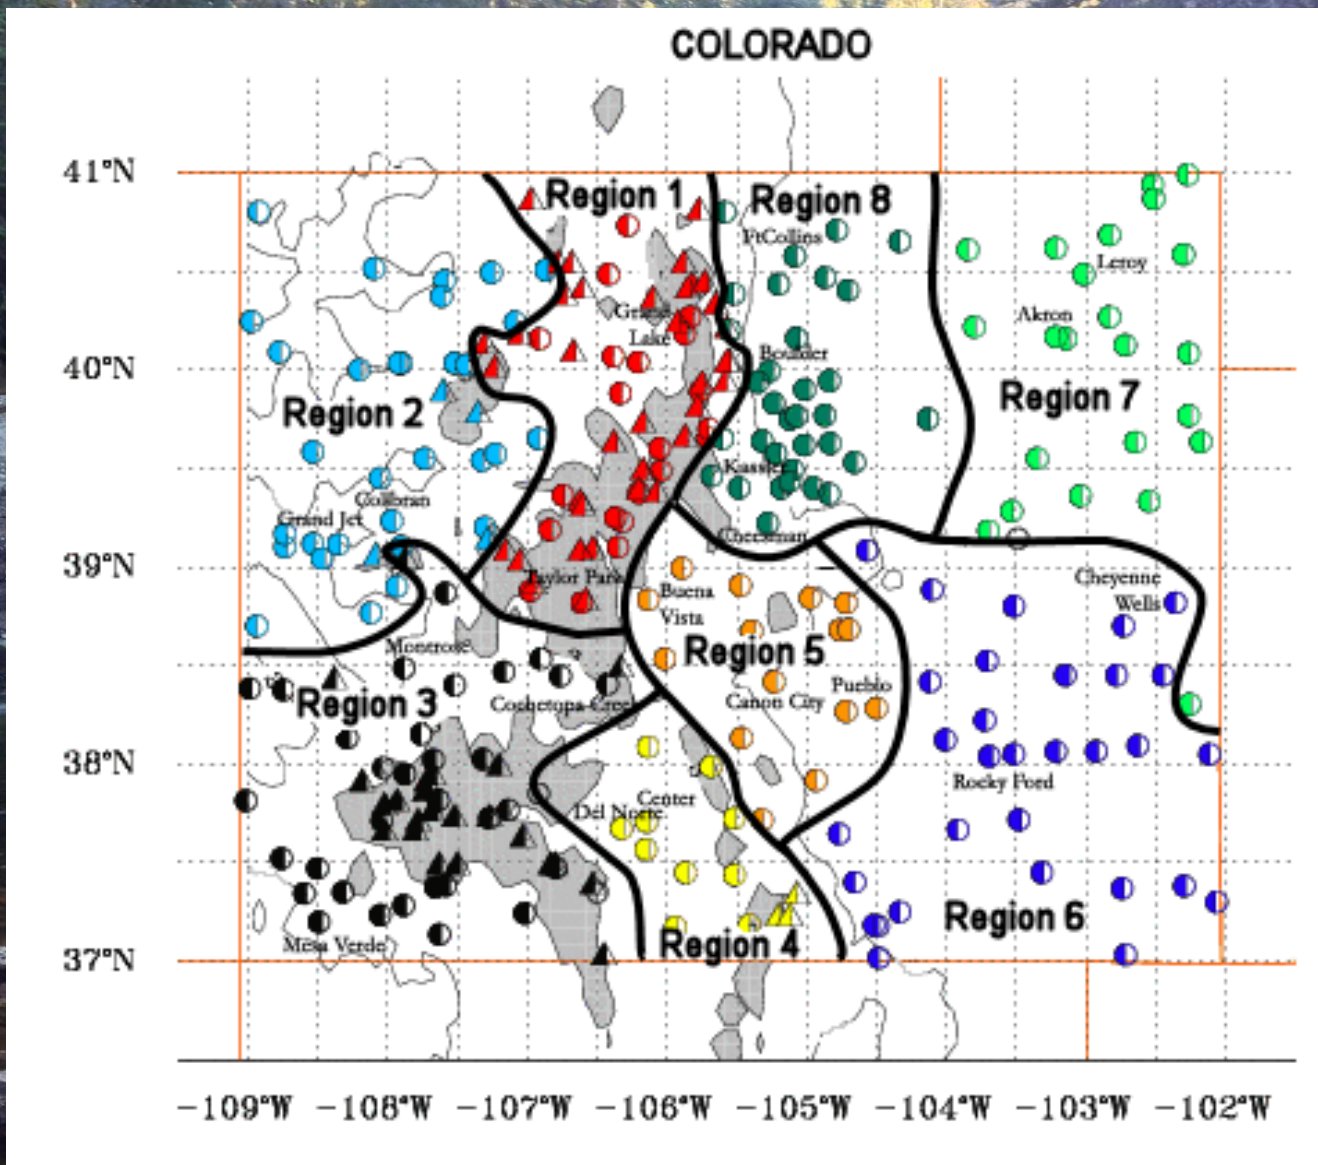 COLORADO
41°N
Region 1
Region 8
FtCollins
Leroy
Grand
Lake
Akron
Boulder
40°N
Region 2
Region 7
Kassler
Collbran
Grand Jct
Cheesman
39°N
Taylor Park
Buena
Vista
Cheyenne
Wells
Montrose
Region 5
Region 3
Cochetopa Creek
Canon City
Pueblo
38°N
Rocky Ford
Center
Del Norte
Mesa Verde
Region 4
Region 6
37°N
-109°W -108°W -107°W -106°W -105°W -104°W -103°W -102°W